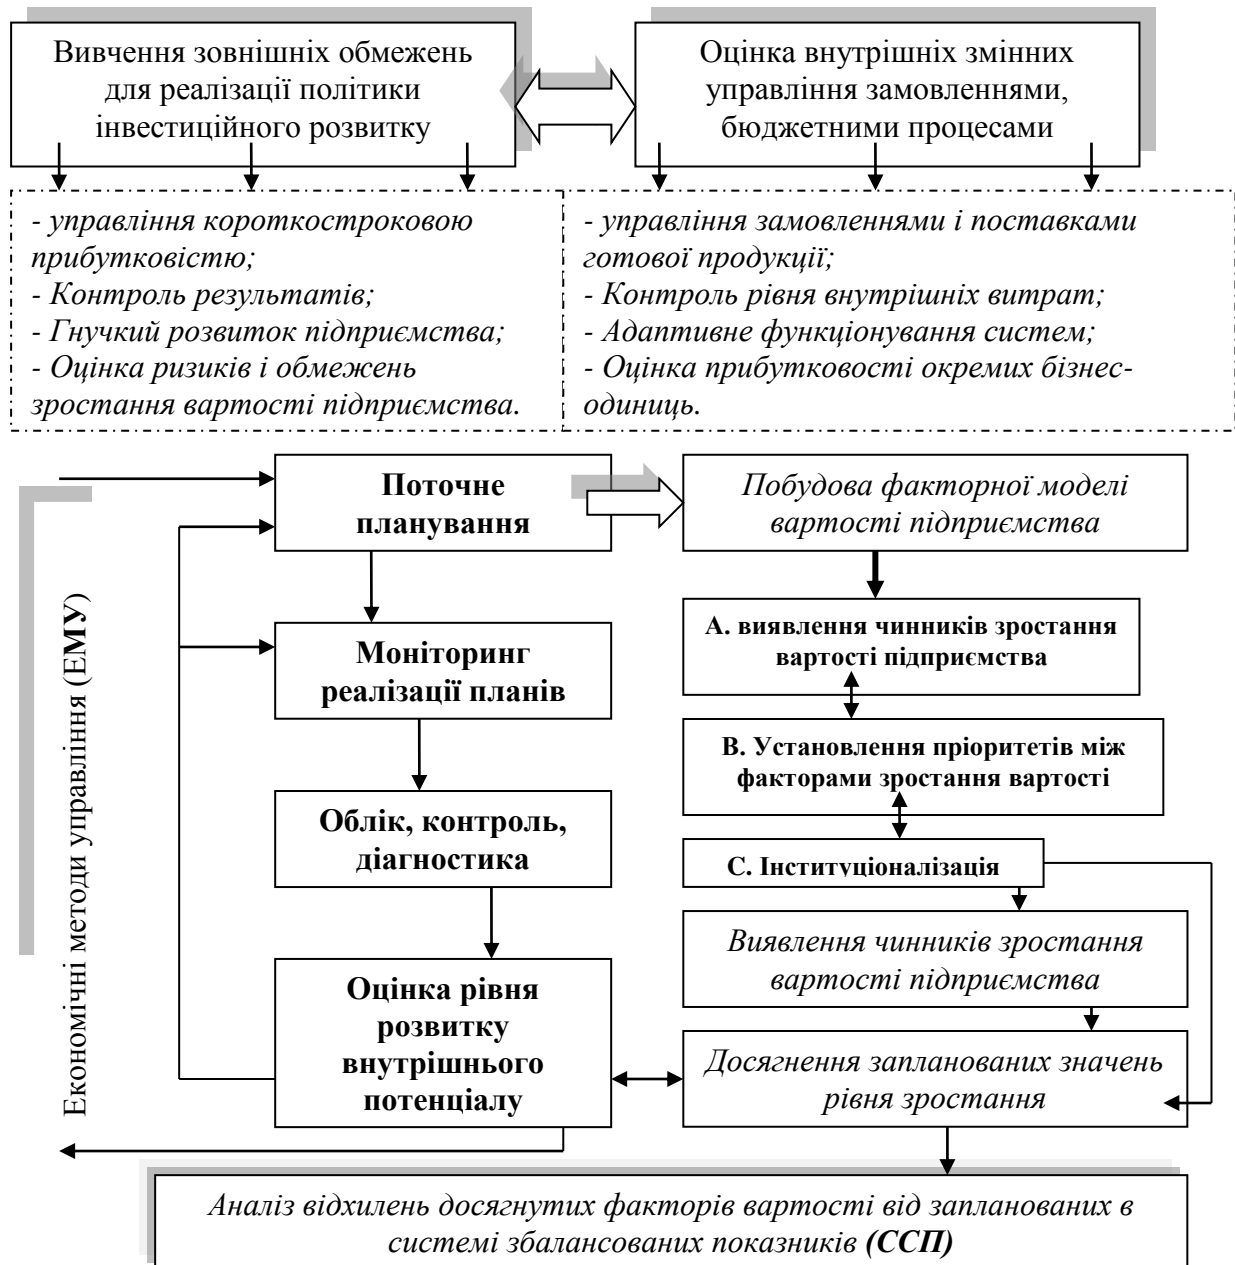 Вивчення зовнішніх обмежень
для реалізації політики
інвестиційного розвитку
Оцінка внутрішніх змінних
управління замовленнями,
бюджетними процесами
- управління короткостроковою
прибутковістю;
- Контроль результатів;
- Гнучкий розвиток підприємства;
- Оцінка ризиків і обмежень
зростання вартості підприємства.
- управління замовленнями і поставками
готової продукції;
- Контроль рівня внутрішніх витрат;
- Адаптивне функціонування систем;
- Оцінка прибутковості окремих бізнес-
одиниць.
Економічні методи управління (ЕМУ)
Поточне
планування
Моніторинг
реалізації планів
Облік, контроль,
діагностика
Оцінка рівня
розвитку
внутрішнього
потенціалу
Побудова факторної моделі
вартості підприємства
А. виявлення чинників зростання
вартості підприємства
В. Установлення пріоритетів між
факторами зростання вартості
С. Інституціоналізація
Виявлення чинників зростання
вартості підприємства
Досягнення запланованих значень
рівня зростання
Аналіз відхилень досягнутих факторів вартості від запланованих в
системі збалансованих показників (ССП)